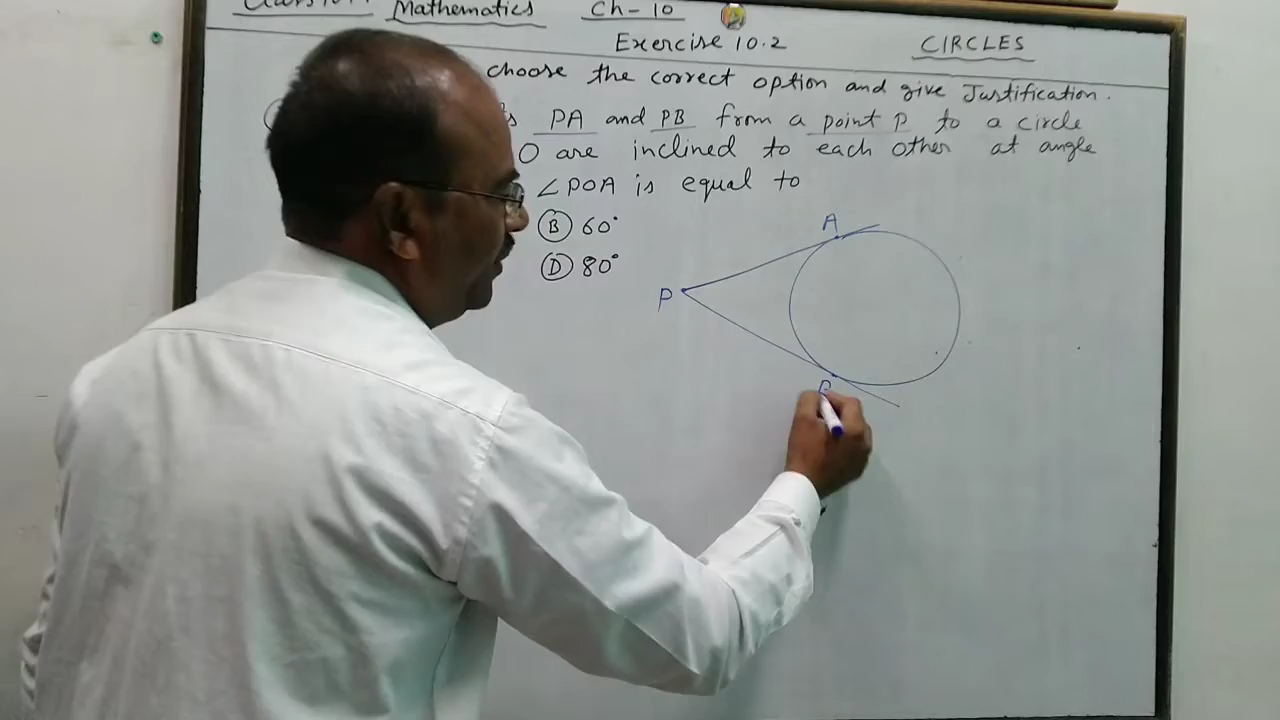 Mathematics Ch-10
Exercise 10.2 CIRCLES
choose the correct option and give Justification.
PA and PB from a point P to a circle
O are inclined to each other at angle
∠POA is equal to
(B) 60°
(D) 80°
A
P